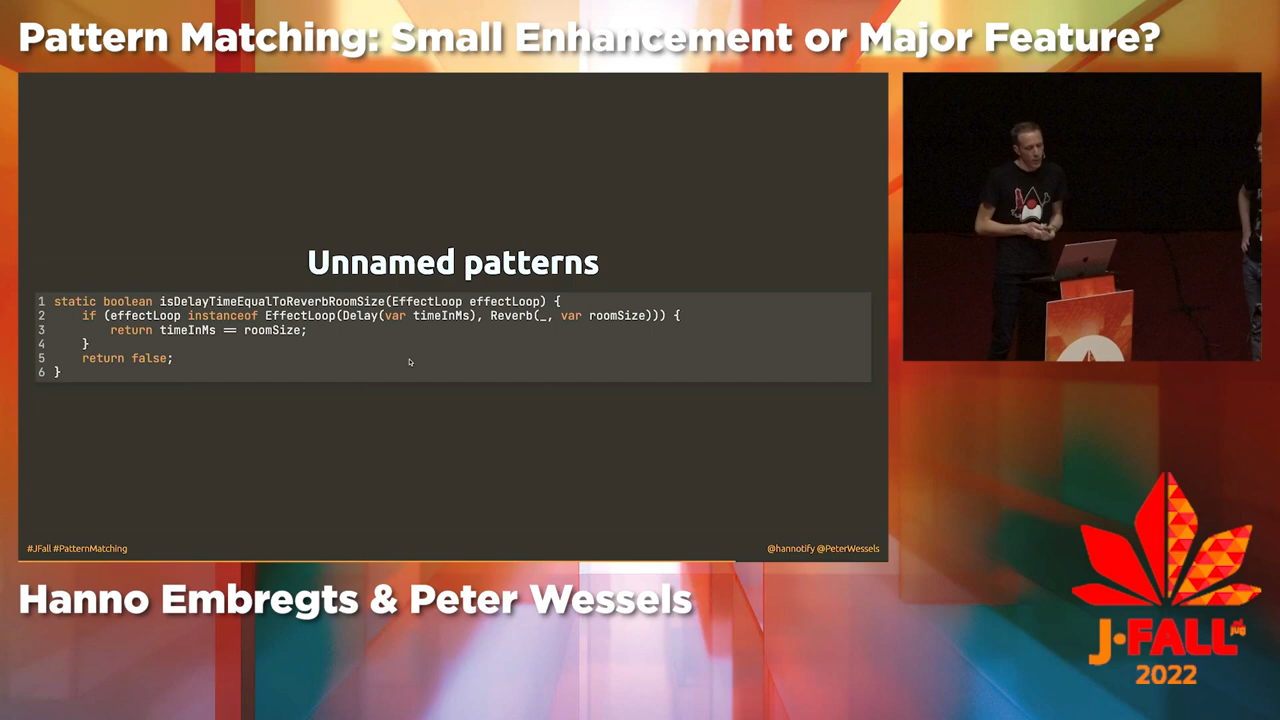 Pattern Matching: Small Enhancement or Major Feature?
Unnamed patterns
1 static boolean isDelayTimeEqualToReverbRoomSize(EffectLoop effectLoop) {
2 if (effectLoop instanceof EffectLoop(Delay(var timeInMs), Reverb(_, var roomSize))) {
3 return timeInMs == roomSize;
4 }
5 return false;
6 }
#JFall #PatternMatching
@hannotify @PeterWessels
Hanno Embregts & Peter Wessels
J-FALL
nljug
2022